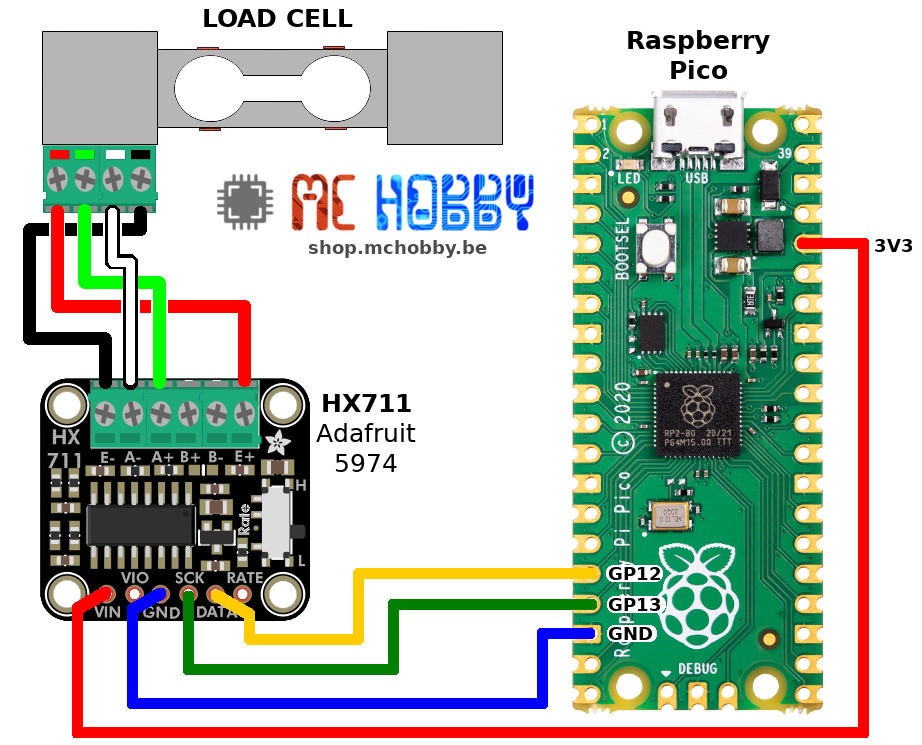 LOAD CELL
Raspberry
Pico
MC HOBBY
shop.mchobby.be
1
2
39
LED
USB
BOOTSEL
3V3
HX711
Adafruit
5974
HX
711
E- A- A+ B+ B- E+
H
Rate
L
VIO SCK RATE
VIN GND DATA
RP2-B0 20/21
P64M15.00 TTT
Raspberry Pi Pico © 2020
GP12
GP13
GND
DEBUG